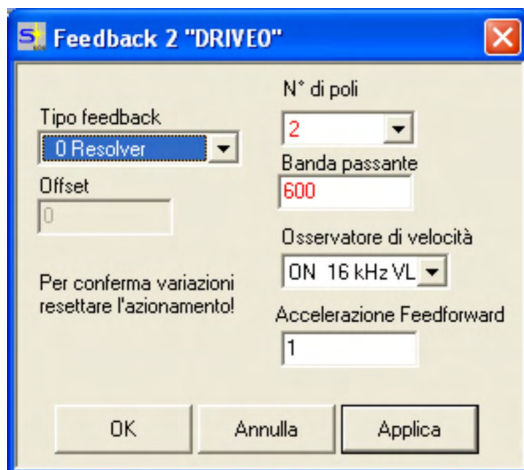 Feedback 2 "DRIVE0"
Tipo feedback
0 Resolver
Offset
0
Per conferma variazioni
resettare l'azionamento!
N° di poli
2
Banda passante
600
Osservatore di velocità
ON 16 kHz VL
Accelerazione Feedforward
1
OK
Annulla
Applica